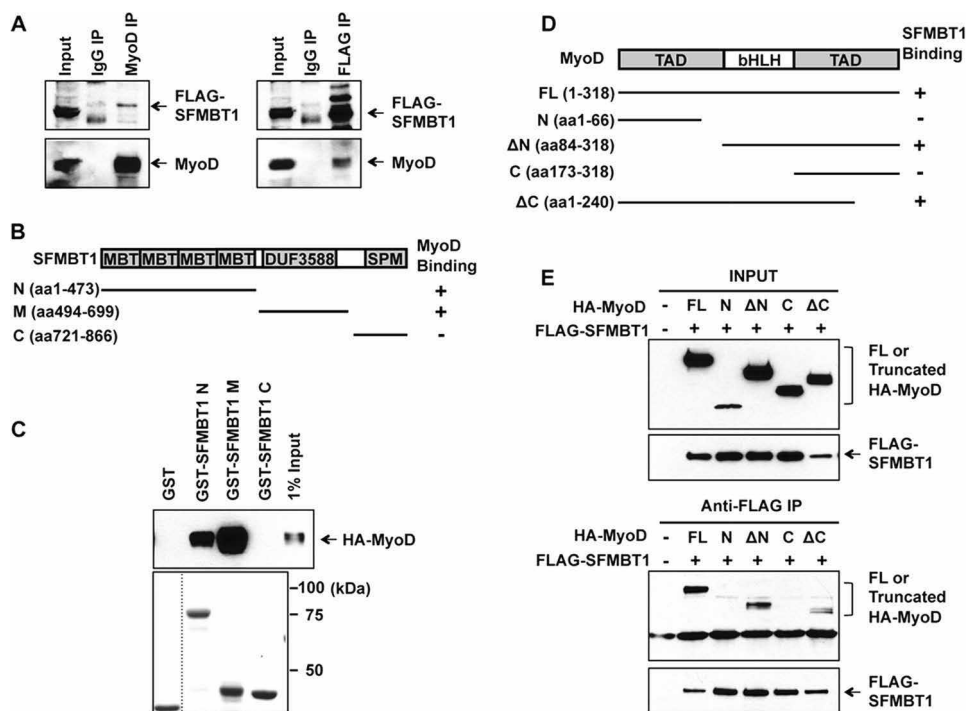 A
Input
IgG IP
MyoD IP
FLAG-
SFMBT1
MyoD
Input
IgG IP
FLAG IP
FLAG-
SFMBT1
MyoD
B
SFMBT1 MBT MBT MBT MBT DUF3588 SPM
MyoD
Binding
N (aa1-473) +
M (aa494-699) +
C (aa721-866) -
C
GST
GST-SFMBT1 N
GST-SFMBT1 M
GST-SFMBT1 C
1% Input
HA-MyoD
100 (kDa)
75
50
D
MyoD TAD bHLH TAD
SFMBT1
Binding
FL (1-318) +
N (aa1-66) -
ΔN (aa84-318) +
C (aa173-318) -
ΔC (aa1-240) +
E
INPUT
HA-MyoD - FL N ΔN C ΔC
FLAG-SFMBT1 - + + + + +
FL or
Truncated
HA-MyoD
FLAG-
SFMBT1
Anti-FLAG IP
HA-MyoD - FL N ΔN C ΔC
FLAG-SFMBT1 - + + + + +
FL or
Truncated
HA-MyoD
FLAG-
SFMBT1